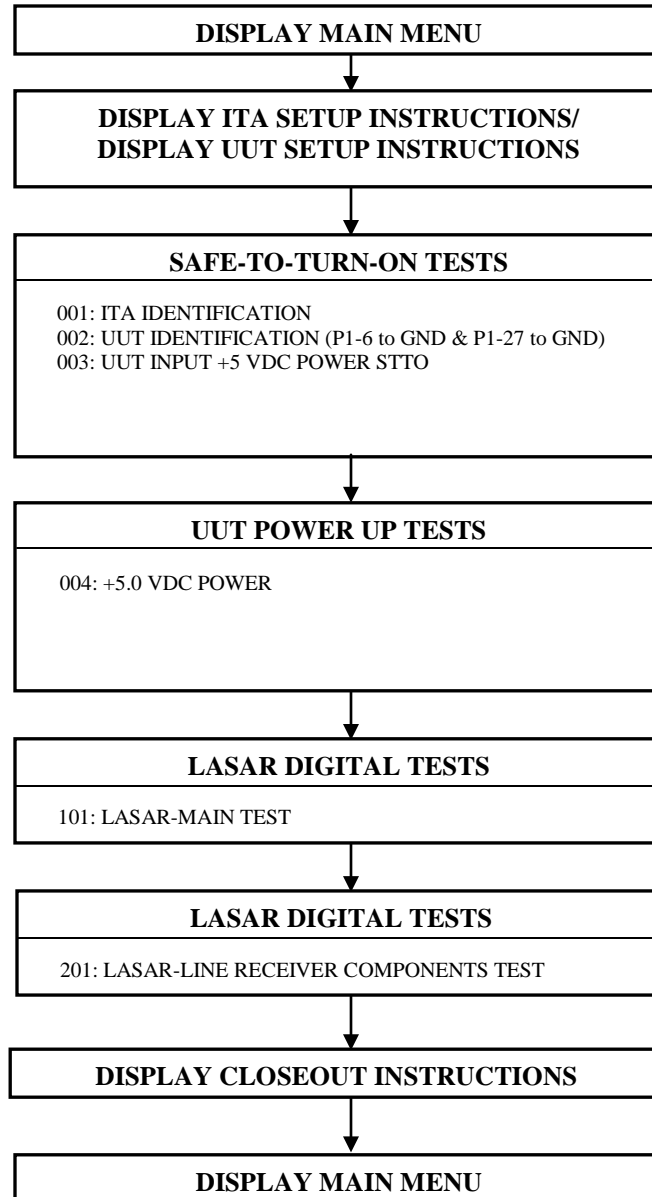 DISPLAY MAIN MENU
DISPLAY ITA SETUP INSTRUCTIONS/
DISPLAY UUT SETUP INSTRUCTIONS
SAFE-TO-TURN-ON TESTS
001: ITA IDENTIFICATION
002: UUT IDENTIFICATION (P1-6 to GND & P1-27 to GND)
003: UUT INPUT +5 VDC POWER STTO
UUT POWER UP TESTS
004: +5.0 VDC POWER
LASAR DIGITAL TESTS
101: LASAR-MAIN TEST
LASAR DIGITAL TESTS
201: LASAR-LINE RECEIVER COMPONENTS TEST
DISPLAY CLOSEOUT INSTRUCTIONS
DISPLAY MAIN MENU